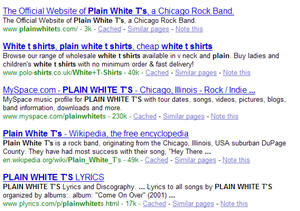 The Official Website of Plain White T's, a Chicago Rock Band.
The Official Website of Plain White T's, a Chicago Rock Band.
www.plainwhitets.com/ - 3k - Cached - Similar pages - Note this
White t shirts, plain white t shirts, cheap white t shirts
Browse our range of wholesale white t shirts available in v neck and plain. Buy ladies and
children's white t shirts with no minimum order & fast delivery!
www.polo-shirts.co.uk/White+T-Shirts - 40k - Cached - Similar pages - Note this
MySpace.com - PLAIN WHITE T'S - Chicago, Illinois - Rock / Indie ...
MySpace music profile for PLAIN WHITE T'S with tour dates, songs, videos, pictures, blogs,
band information, downloads and more.
www.myspace.com/plainwhitets - 230k - Cached - Similar pages - Note this
Plain White T's - Wikipedia, the free encyclopedia
Plain White T's is a rock band, originating from the Chicago, Illinois, USA suburban DuPage
County. They have had most success with their song, "Hey There ...
en.wikipedia.org/wiki/Plain_White_T's - 49k - Cached - Similar pages - Note this
PLAIN WHITE T'S LYRICS
PLAIN WHITE T'S Lyrics and Discography. ... Lyrics to all songs by PLAIN WHITE T'S
organized by albums:. album: "Come On Over" (2001) ...
www.plyrics.com/p/plainwhitets.html - 17k - Cached - Similar pages - Note this